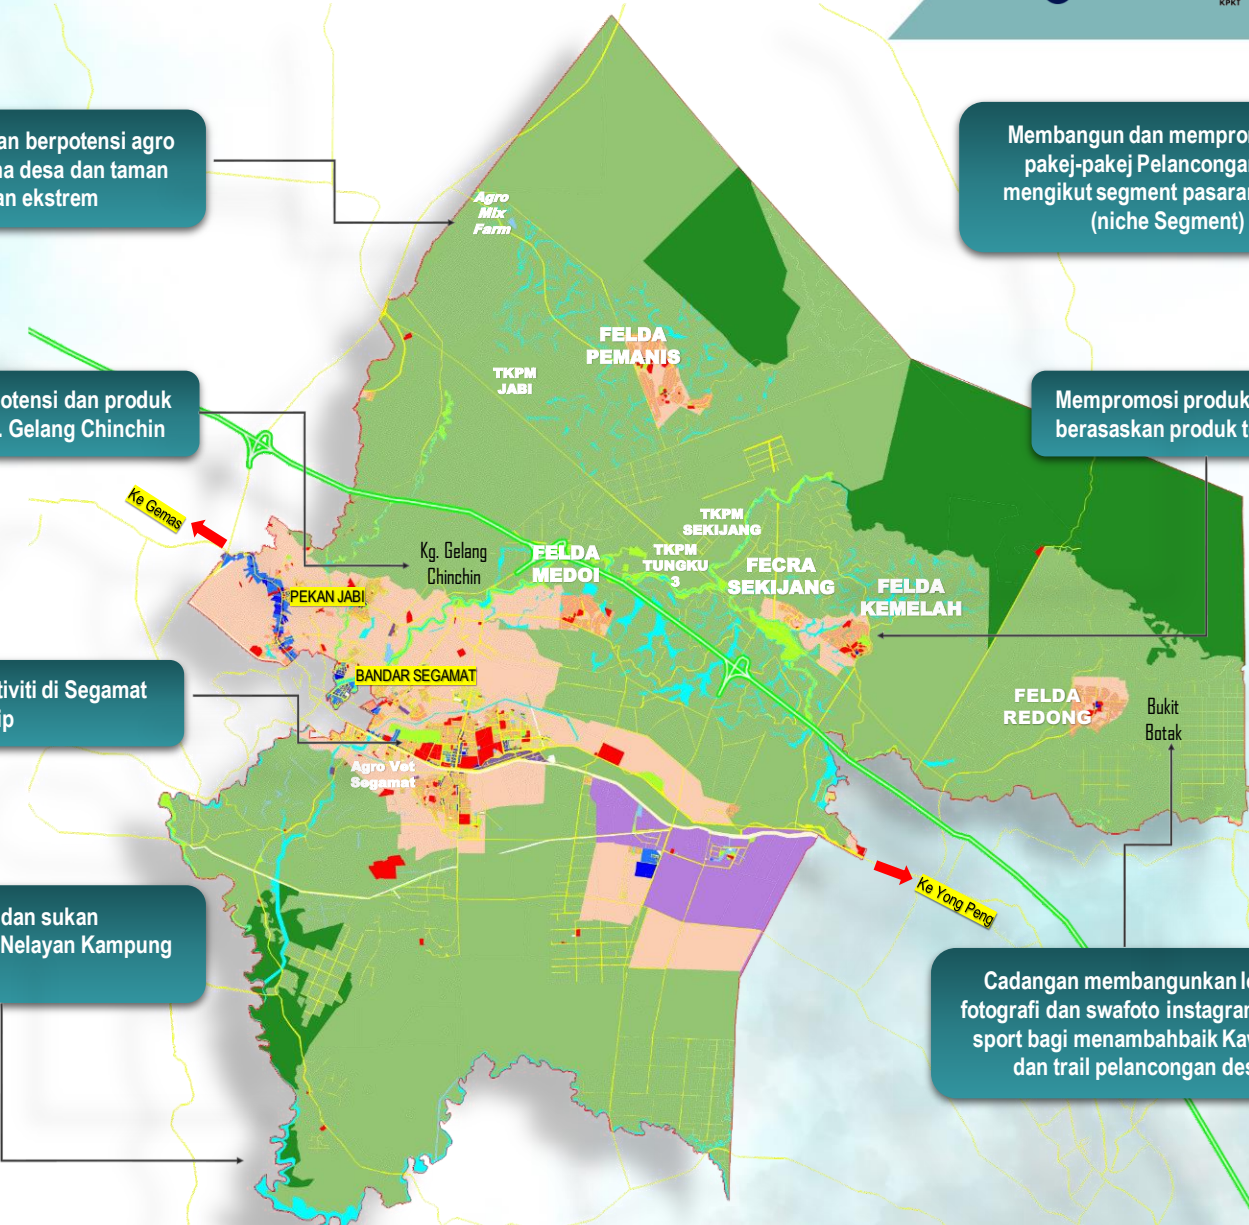 KPKT
an berpotensi agro
na desa dan taman
an ekstrem
Membangun dan mempro
pakej-pakej Pelanconga
mengikut segment pasara
(niche Segment)
Agro
Mix
Farm
FELDA
PEMANIS
TKPM
JABI
otensi dan produk
. Gelang Chinchin
Mempromosi produk
berasaskan produk t
Ke Gemas
TKPM
SEKIJANG
Kg. Gelang
Chinchin
FELDA
MEDOI
TKPM
TUNGKU
3
FECRA
SEKIJANG
FELDA
KEMELAH
PEKAN JABI
BANDAR SEGAMAT
tiviti di Segamat
ip
FELDA
REDONG
Bukit
Botak
Agro Vet
Segamat
Ke Yong Peng
dan sukan
Nelayan Kampung
Cadangan membangunkan l
fotografi dan swafoto instagra
sport bagi menambahbaik Ka
dan trail pelancongan des